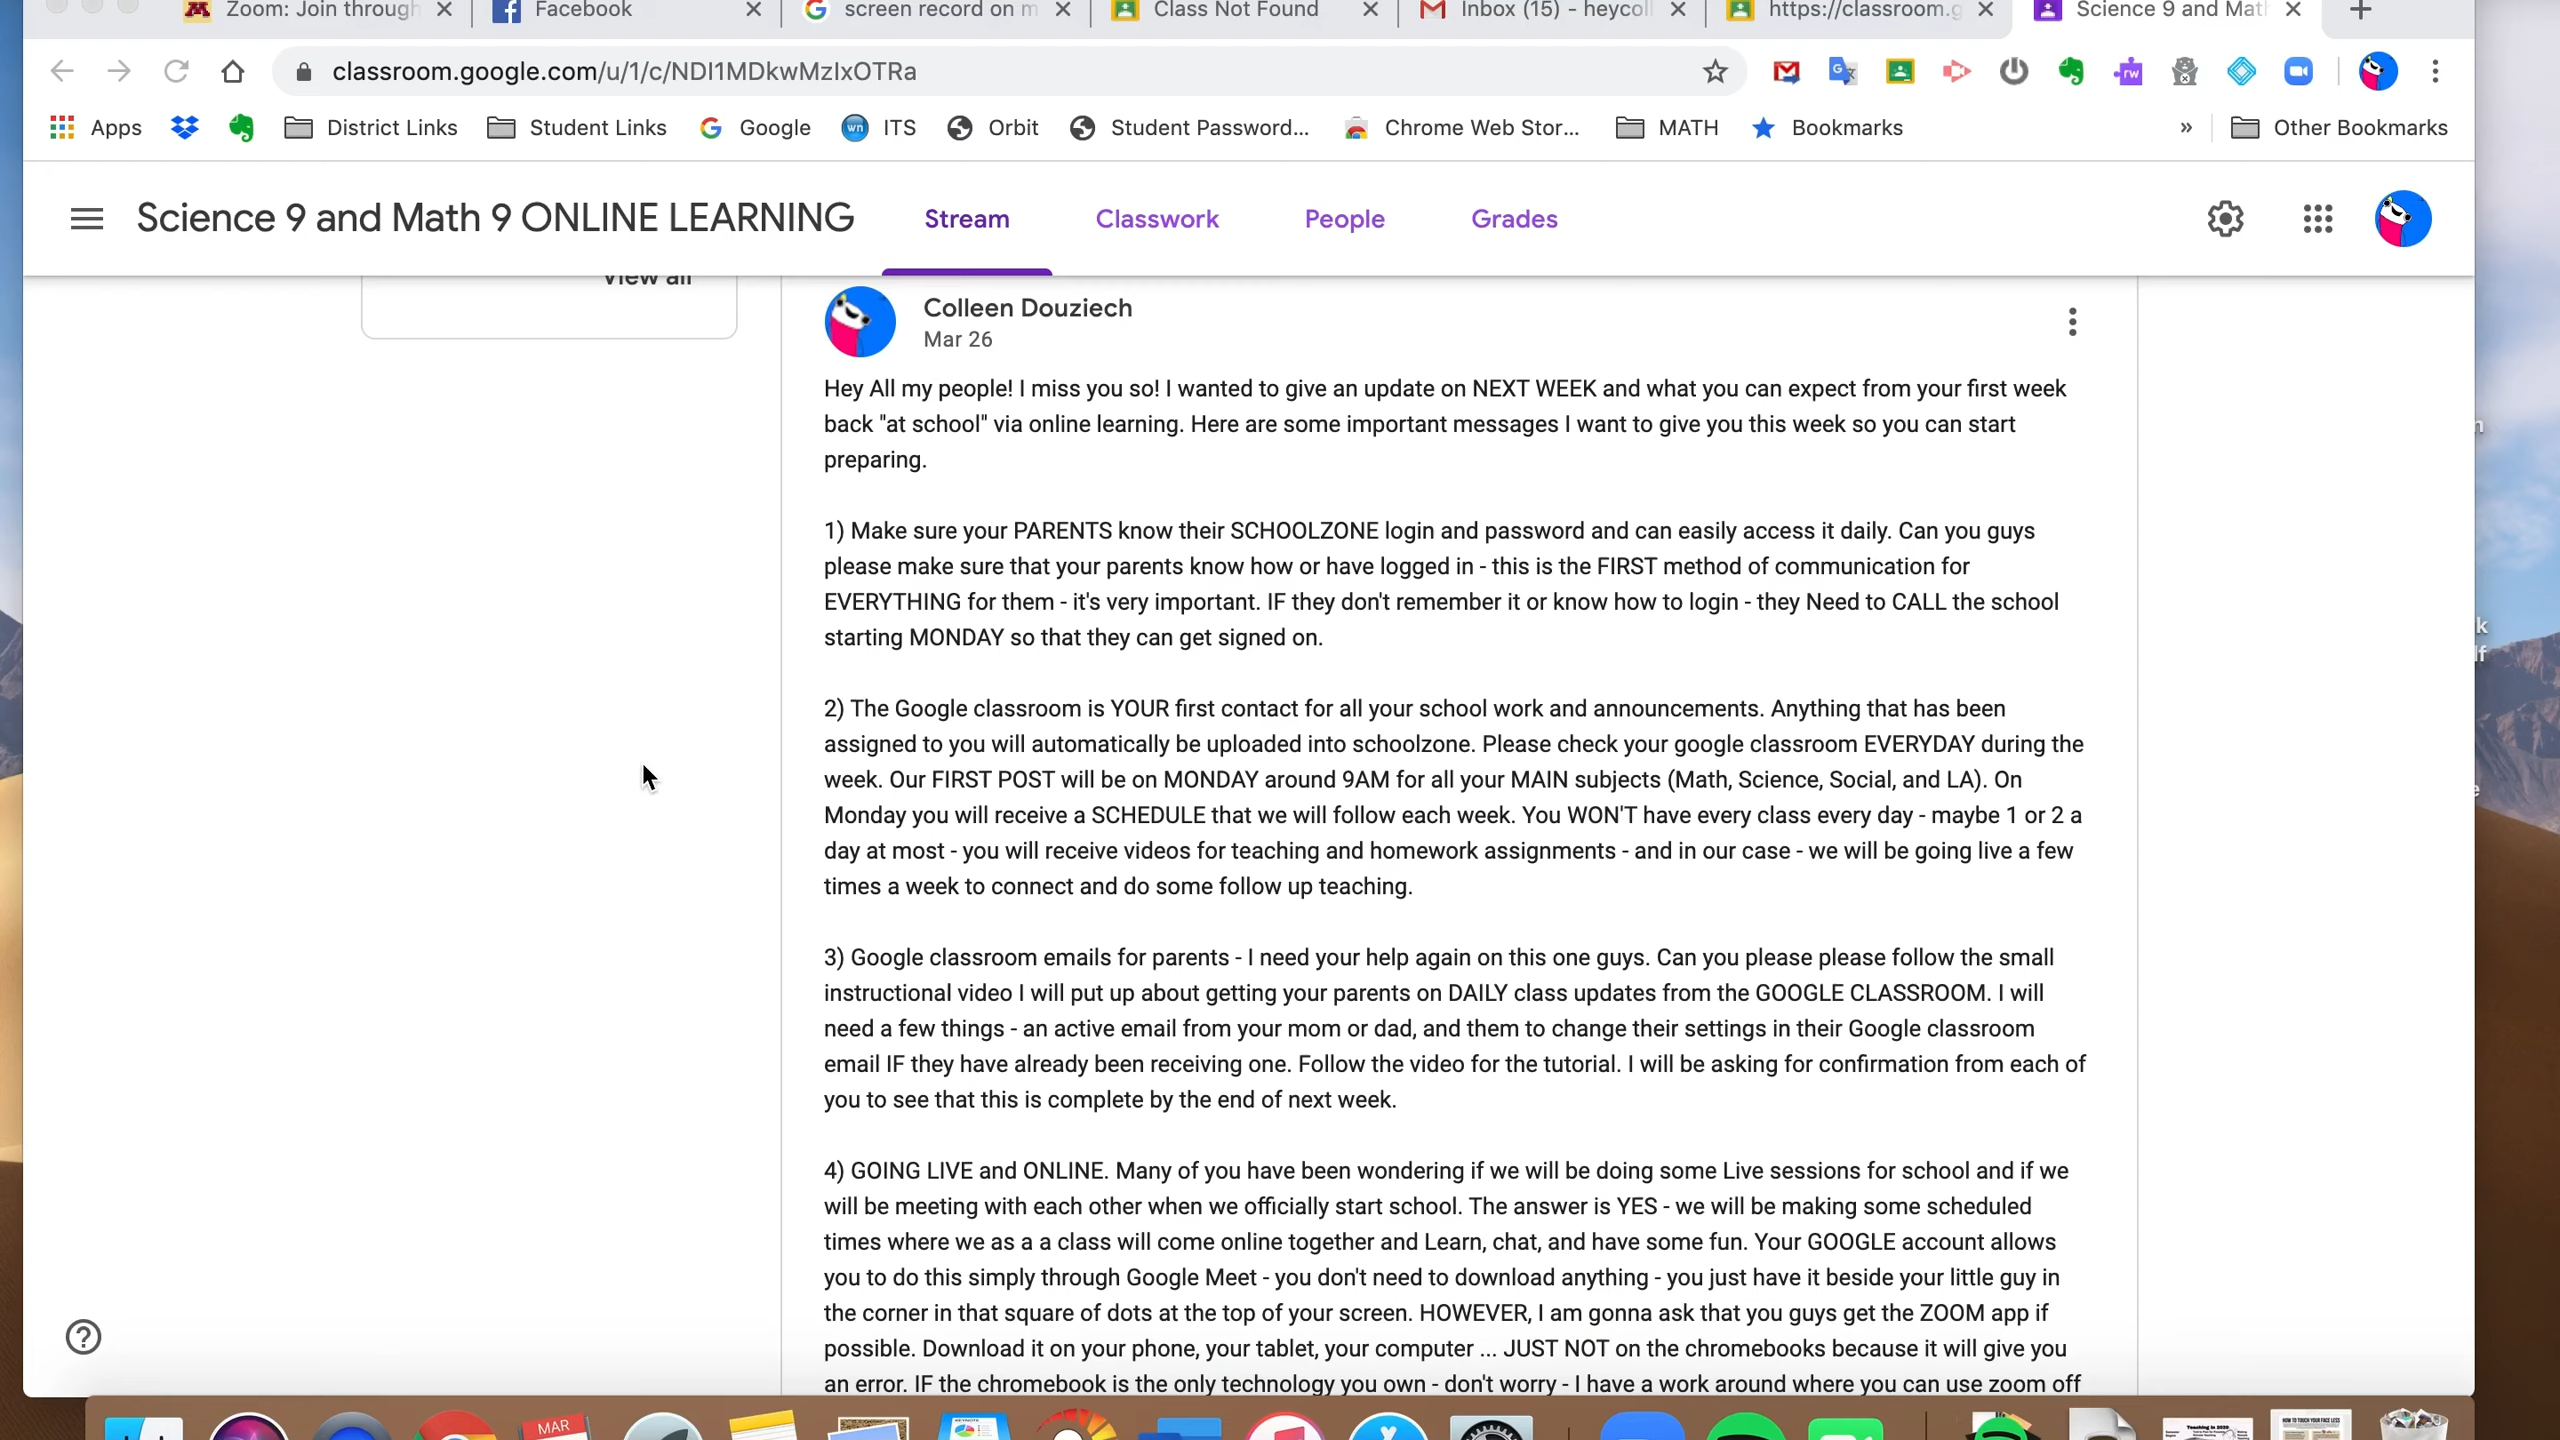 Zoom: Join through
Facebook
screen record on m
Class Not Found
Inbox (15) - heycoll
https://classroom.g
Science 9 and Math
classroom.google.com/u/1/c/NDI1MDkwMzIxOTRa
Apps
District Links
Student Links
Google
ITS
Orbit
Student Password...
Chrome Web Stor...
MATH
Bookmarks
»
Other Bookmarks
Science 9 and Math 9 ONLINE LEARNING
Stream
Classwork
People
Grades
View all
Colleen Douziech
Mar 26
Hey All my people! I miss you so! I wanted to give an update on NEXT WEEK and what you can expect from your first week
back "at school" via online learning. Here are some important messages I want to give you this week so you can start
preparing.
1) Make sure your PARENTS know their SCHOOLZONE login and password and can easily access it daily. Can you guys
please make sure that your parents know how or have logged in - this is the FIRST method of communication for
EVERYTHING for them - it's very important. IF they don't remember it or know how to login - they Need to CALL the school
starting MONDAY so that they can get signed on.
2) The Google classroom is YOUR first contact for all your school work and announcements. Anything that has been
assigned to you will automatically be uploaded into schoolzone. Please check your google classroom EVERYDAY during the
week. Our FIRST POST will be on MONDAY around 9AM for all your MAIN subjects (Math, Science, Social, and LA). On
Monday you will receive a SCHEDULE that we will follow each week. You WON'T have every class every day - maybe 1 or 2 a
day at most - you will receive videos for teaching and homework assignments - and in our case - we will be going live a few
times a week to connect and do some follow up teaching.
3) Google classroom emails for parents - I need your help again on this one guys. Can you please please follow the small
instructional video I will put up about getting your parents on DAILY class updates from the GOOGLE CLASSROOM. I will
need a few things - an active email from your mom or dad, and them to change their settings in their Google classroom
email IF they have already been receiving one. Follow the video for the tutorial. I will be asking for confirmation from each of
you to see that this is complete by the end of next week.
4) GOING LIVE and ONLINE. Many of you have been wondering if we will be doing some Live sessions for school and if we
will be meeting with each other when we officially start school. The answer is YES - we will be making some scheduled
times where we as a a class will come online together and Learn, chat, and have some fun. Your GOOGLE account allows
you to do this simply through Google Meet - you don't need to download anything - you just have it beside your little guy in
the corner in that square of dots at the top of your screen. HOWEVER, I am gonna ask that you guys get the ZOOM app if
possible. Download it on your phone, your tablet, your computer ... JUST NOT on the chromebooks because it will give you
an error. IF the chromebook is the only technology you own - don't worry - I have a work around where you can use zoom off
MAR